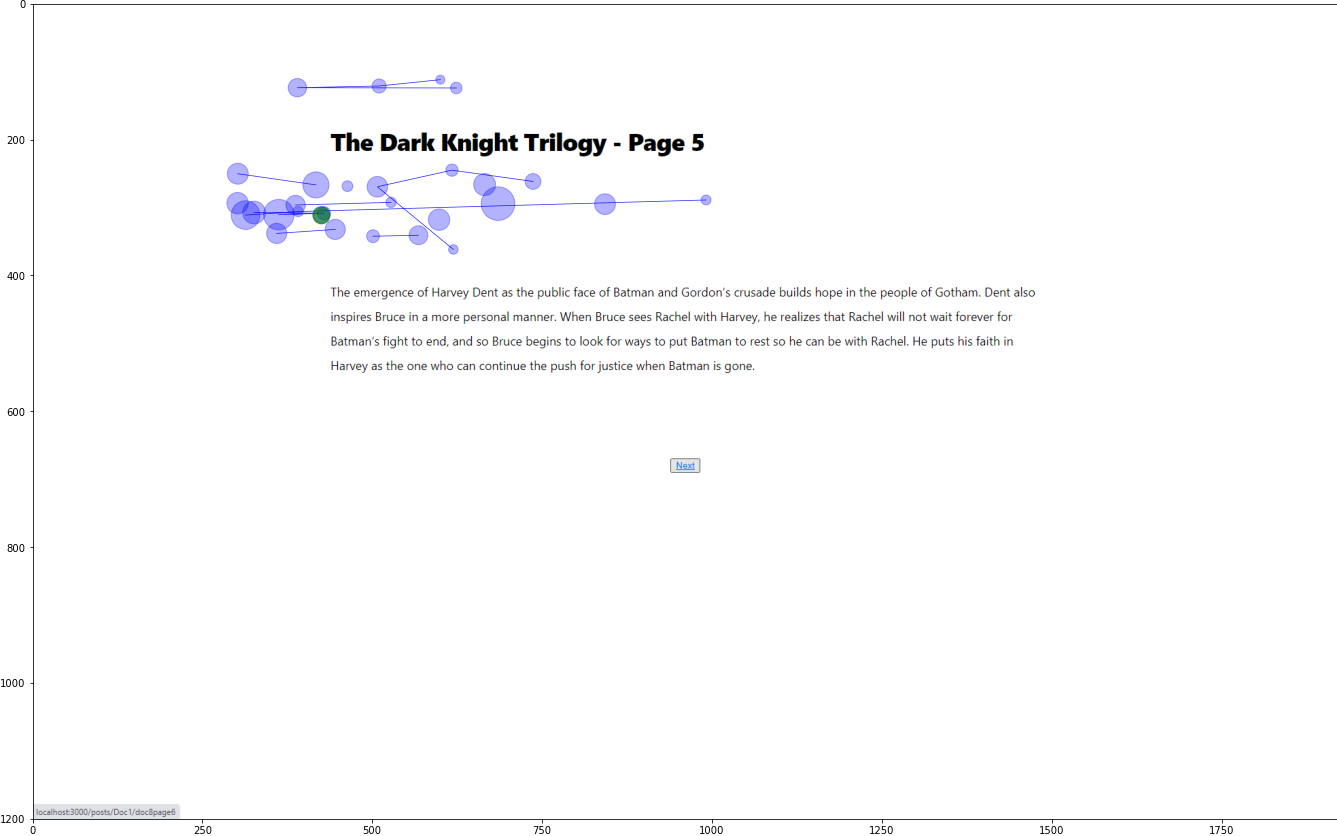 0
200
The Dark Knight Trilogy - Page 5
The emergence of Harvey Dent as the public face of Batman and Gordon's crusade builds hope in the people of Gotham. Dent also
400
inspires Bruce in a more personal manner. When Bruce sees Rachel with Harvey, he realizes that Rachel will not wait forever for
Batman's fight to end, and so Bruce begins to look for ways to put Batman to rest so he can be with Rachel. He puts his faith in
Harvey as the one who can continue the push for justice when Batman is gone.
600
Next
800
1000
localhost:3000/posts/Doc1/doc8page6
1200
0 250 500 750 1000 1250 1500 1750